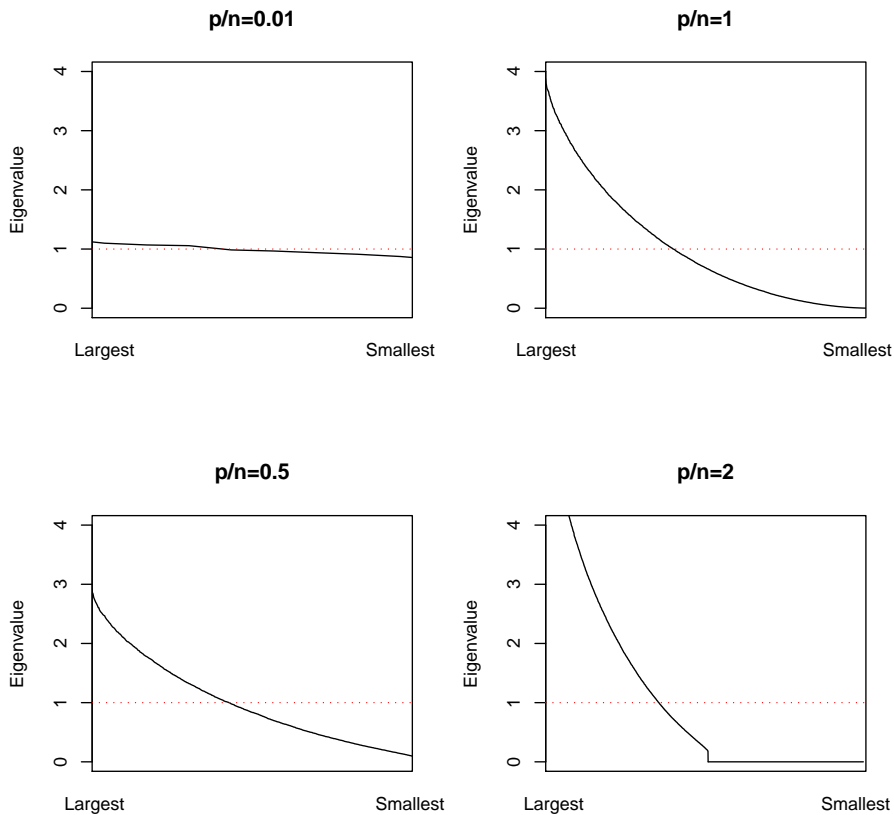 p/n=0.01
Eigenvalue
4
3
2
1
0
Largest Smallest
p/n=1
Eigenvalue
4
3
2
1
0
Largest Smallest
p/n=0.5
Eigenvalue
4
3
2
1
0
Largest Smallest
p/n=2
Eigenvalue
4
3
2
1
0
Largest Smallest